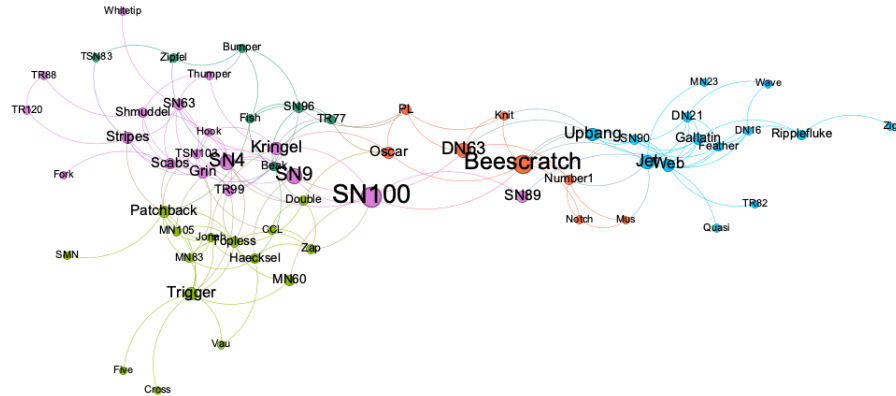 Whitetip
Bumper
TSN83
Zipfel
TR88
Thumper
MN23
Wave
TR120
Shmuddel
SN63
SN96
PL
Knit
DN21
Fish
TR77
Stripes
Hook
Kringel
Upbang
SN90
Gallatin
DN16
Ripplefluke
Zig
Feather
TSN103
Oscar
DN63
Scabs
SN4
Beak
Beescratch
Jet
Web
Fork
Grin
SN9
Number1
TR99
Double
SN100
SN89
TR82
Patchback
Notch
Mus
Quasi
MN105
Jonah
Topless
CCL
SMN
MN83
Haecksel
Zap
Trigger
MN60
Vau
Five
Cross